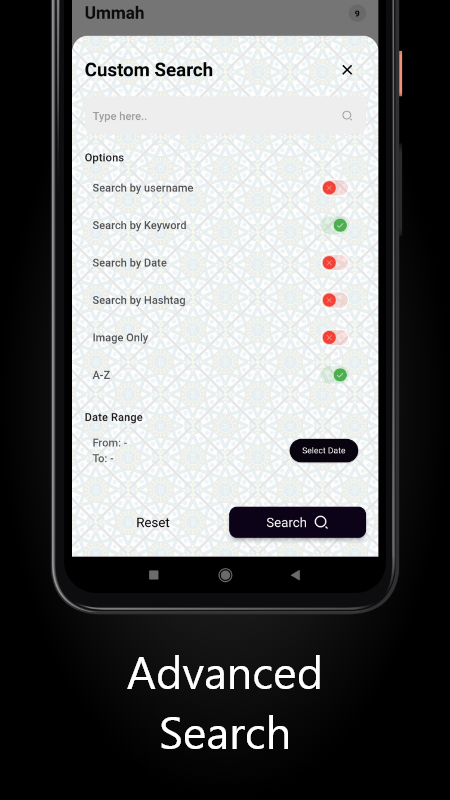 Ummah 9
Custom Search
Type here..
Options
Search by username
Search by Keyword
Search by Date
Search by Hashtag
Image Only
A-Z
Date Range
From: -
To: -
Select Date
Reset
Search
Advanced
Search